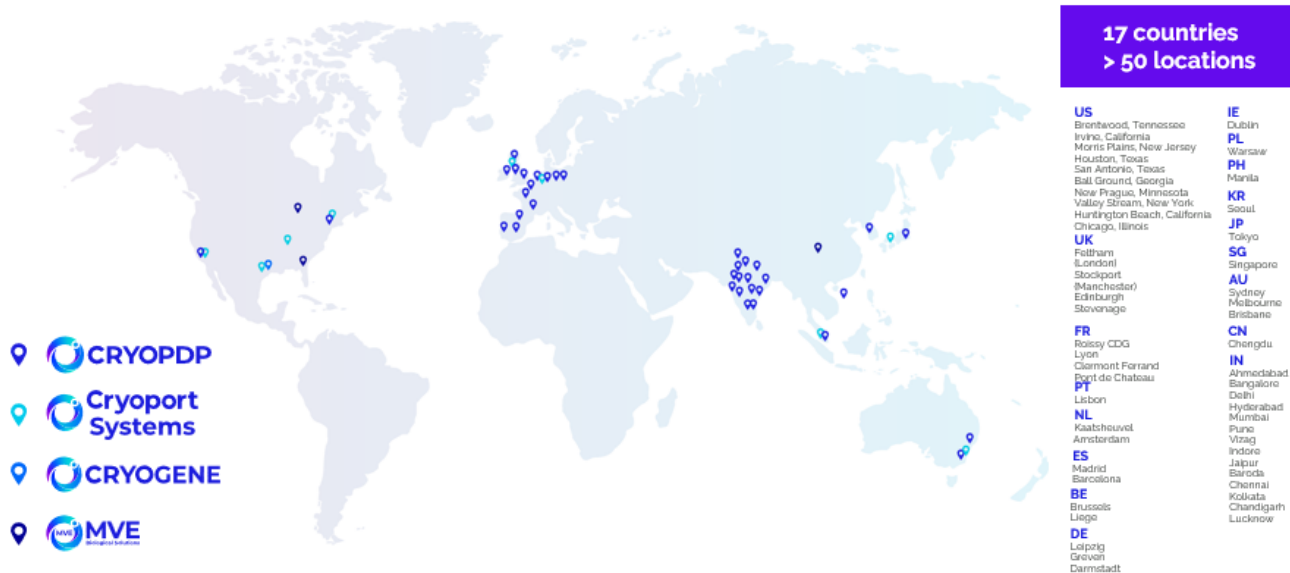 17 countries
> 50 locations
US
Brentwood, Tennessee
Irvine, California
Morris Plains, New Jersey
Houston, Texas
San Antonio, Texas
Ball Ground, Georgia
New Prague, Minnesota
Valley Stream, New York
Huntington Beach, California
Chicago, Illinois
UK
Feltham
(London)
Stockport
(Manchester)
Edinburgh
Stevenage
FR
Roissy CDG
Lyon
Clermont Ferrand
Pont de Chateau
PT
Lisbon
NL
Kaatsheuvel
Amsterdam
ES
Madrid
Barcelona
BE
Brussels
Liege
DE
Leipzig
Greven
Darmstadt
IE
Dublin
PL
Warsaw
PH
Manila
KR
Seoul
JP
Tokyo
SG
Singapore
AU
Sydney
Melbourne
Brisbane
CN
Chengdu
IN
Ahmedabad
Bangalore
Delhi
Hyderabad
Mumbai
Pune
Vizag
Indore
Jaipur
Baroda
Chennai
Kolkata
Chandigarh
Lucknow
CRYOPDP
Cryoport
Systems
CRYOGENE
MVE
MVE
Biological Solutions